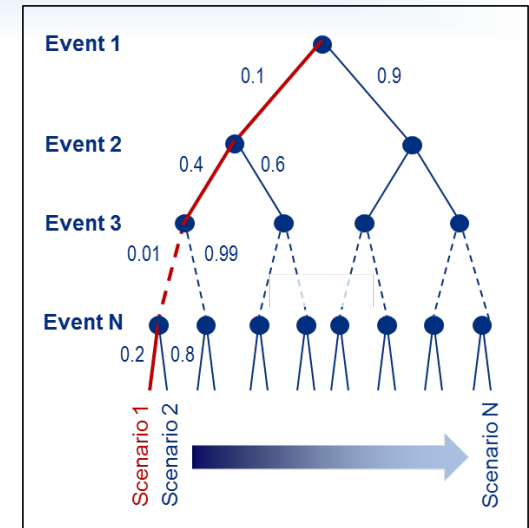 Event 1
0.1
0.9
Event 2
0.4
0.6
Event 3
0.01
0.99
Event N
0.2
0.8
Scenario 1
Scenario 2
Scenario N